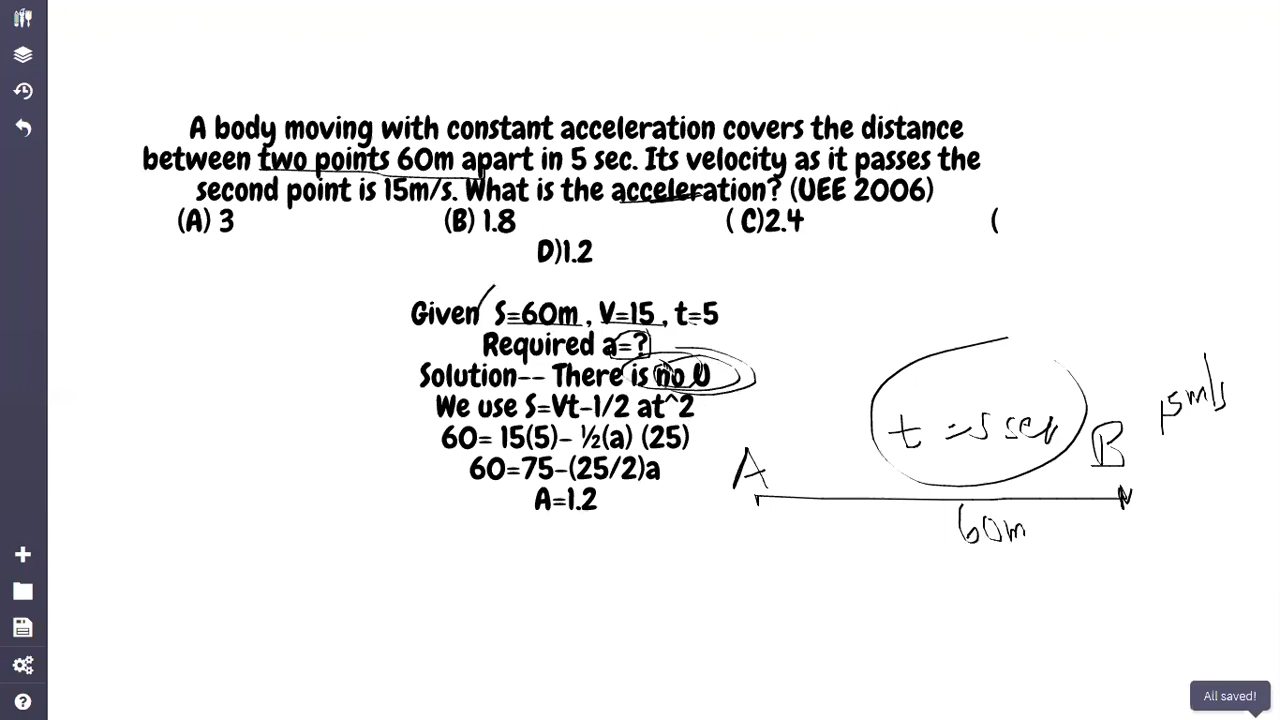 A body moving with constant acceleration covers the distance
between two points 60m apart in 5 sec. Its velocity as it passes the
second point is 15m/s. What is the acceleration? (UEE 2006)
(A) 3 (B) 1.8 ( C)2.4 (
D)1.2
Given S=60m , V=15 , t=5
Required a=?
Solution-- There is no U
We use S=Vt-1/2 at^2
60= 15(5)- ½(a) (25)
60=75-(25/2)a
A=1.2
t=5 sec
15m/s
A
B
60m
?
All saved!